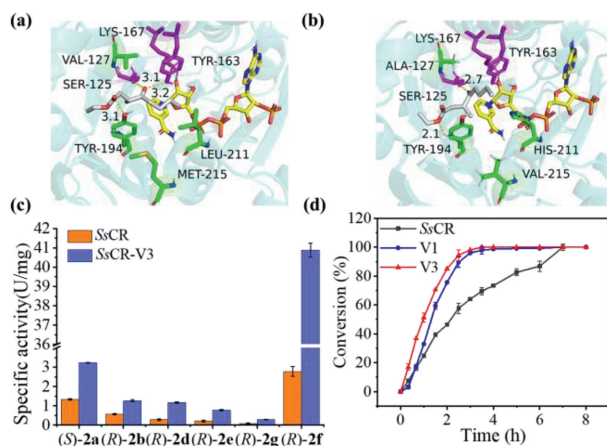 (a)
LYS-167
VAL-127
TYR-163
SER-125
3.1
3.2
3.1
TYR-194
LEU-211
MET-215
(b)
LYS-167
ALA-127
TYR-163
SER-125
2.7
2.1
TYR-194
HIS-211
VAL-215
(c)
SsCR
SsCR-V3
Specific activity(U/mg)
42
41
40
39
38
37
36
3
2
1
0
(S)-2a (R)-2b (R)-2d (R)-2e (R)-2g (R)-2f
(d)
SsCR
V1
V3
Conversion (%)
120
100
80
60
40
20
0
0 2 4 6 8
Time (h)